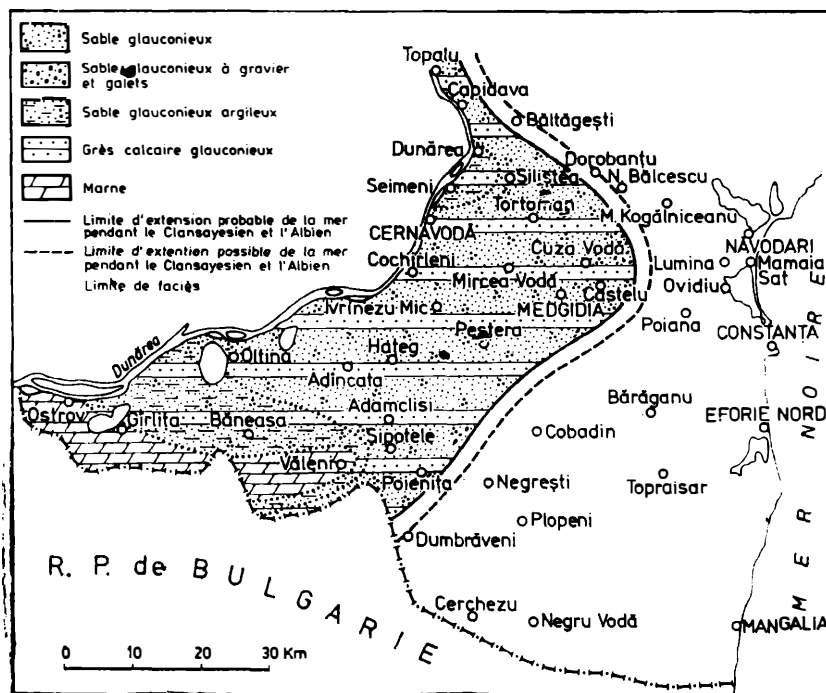 Sable glauconieux
Sable glauconieux à gravier
et galets
Sable glauconieux argileux
Grès calcaire glauconieux
Marne
Limite d'extension probable de la mer
pendant le Clansayesien et l'Albien
Limite d'extention possible de la mer
pendant le Clansayesien et l'Albien
Limite de faciès
Topalu
Capidava
Băltăgești
Dunărea
Dorobanțu
N. Bălcescu
Siliștea
Seimeni
Tortoman
M.Kogălniceanu
CERNAVODĂ
NĂVODARI
Cuza Vodă
Lumina
Mamaia
Sat
Cochirleni
Mircea Vodă
Ovidiu
Castelu
Ivrinezu Mic
MEDGIDIA
Poiana
Peștera
CONSTANȚA
Dunărea
Oltina
Hațeg
Adincata
Ostrov
Gîrlița
Băneasa
Adamclisi
Bărăganu
EFORIE NORD
Cobadin
Sipotele
Văleni
Poienița
Negrești
Topraisar
Plopeni
Dumbrăveni
R. P. de BULGARIE
Cerchezu
Negru Vodă
MANGALIA
MER NOIRE
0 10 20 30 Km